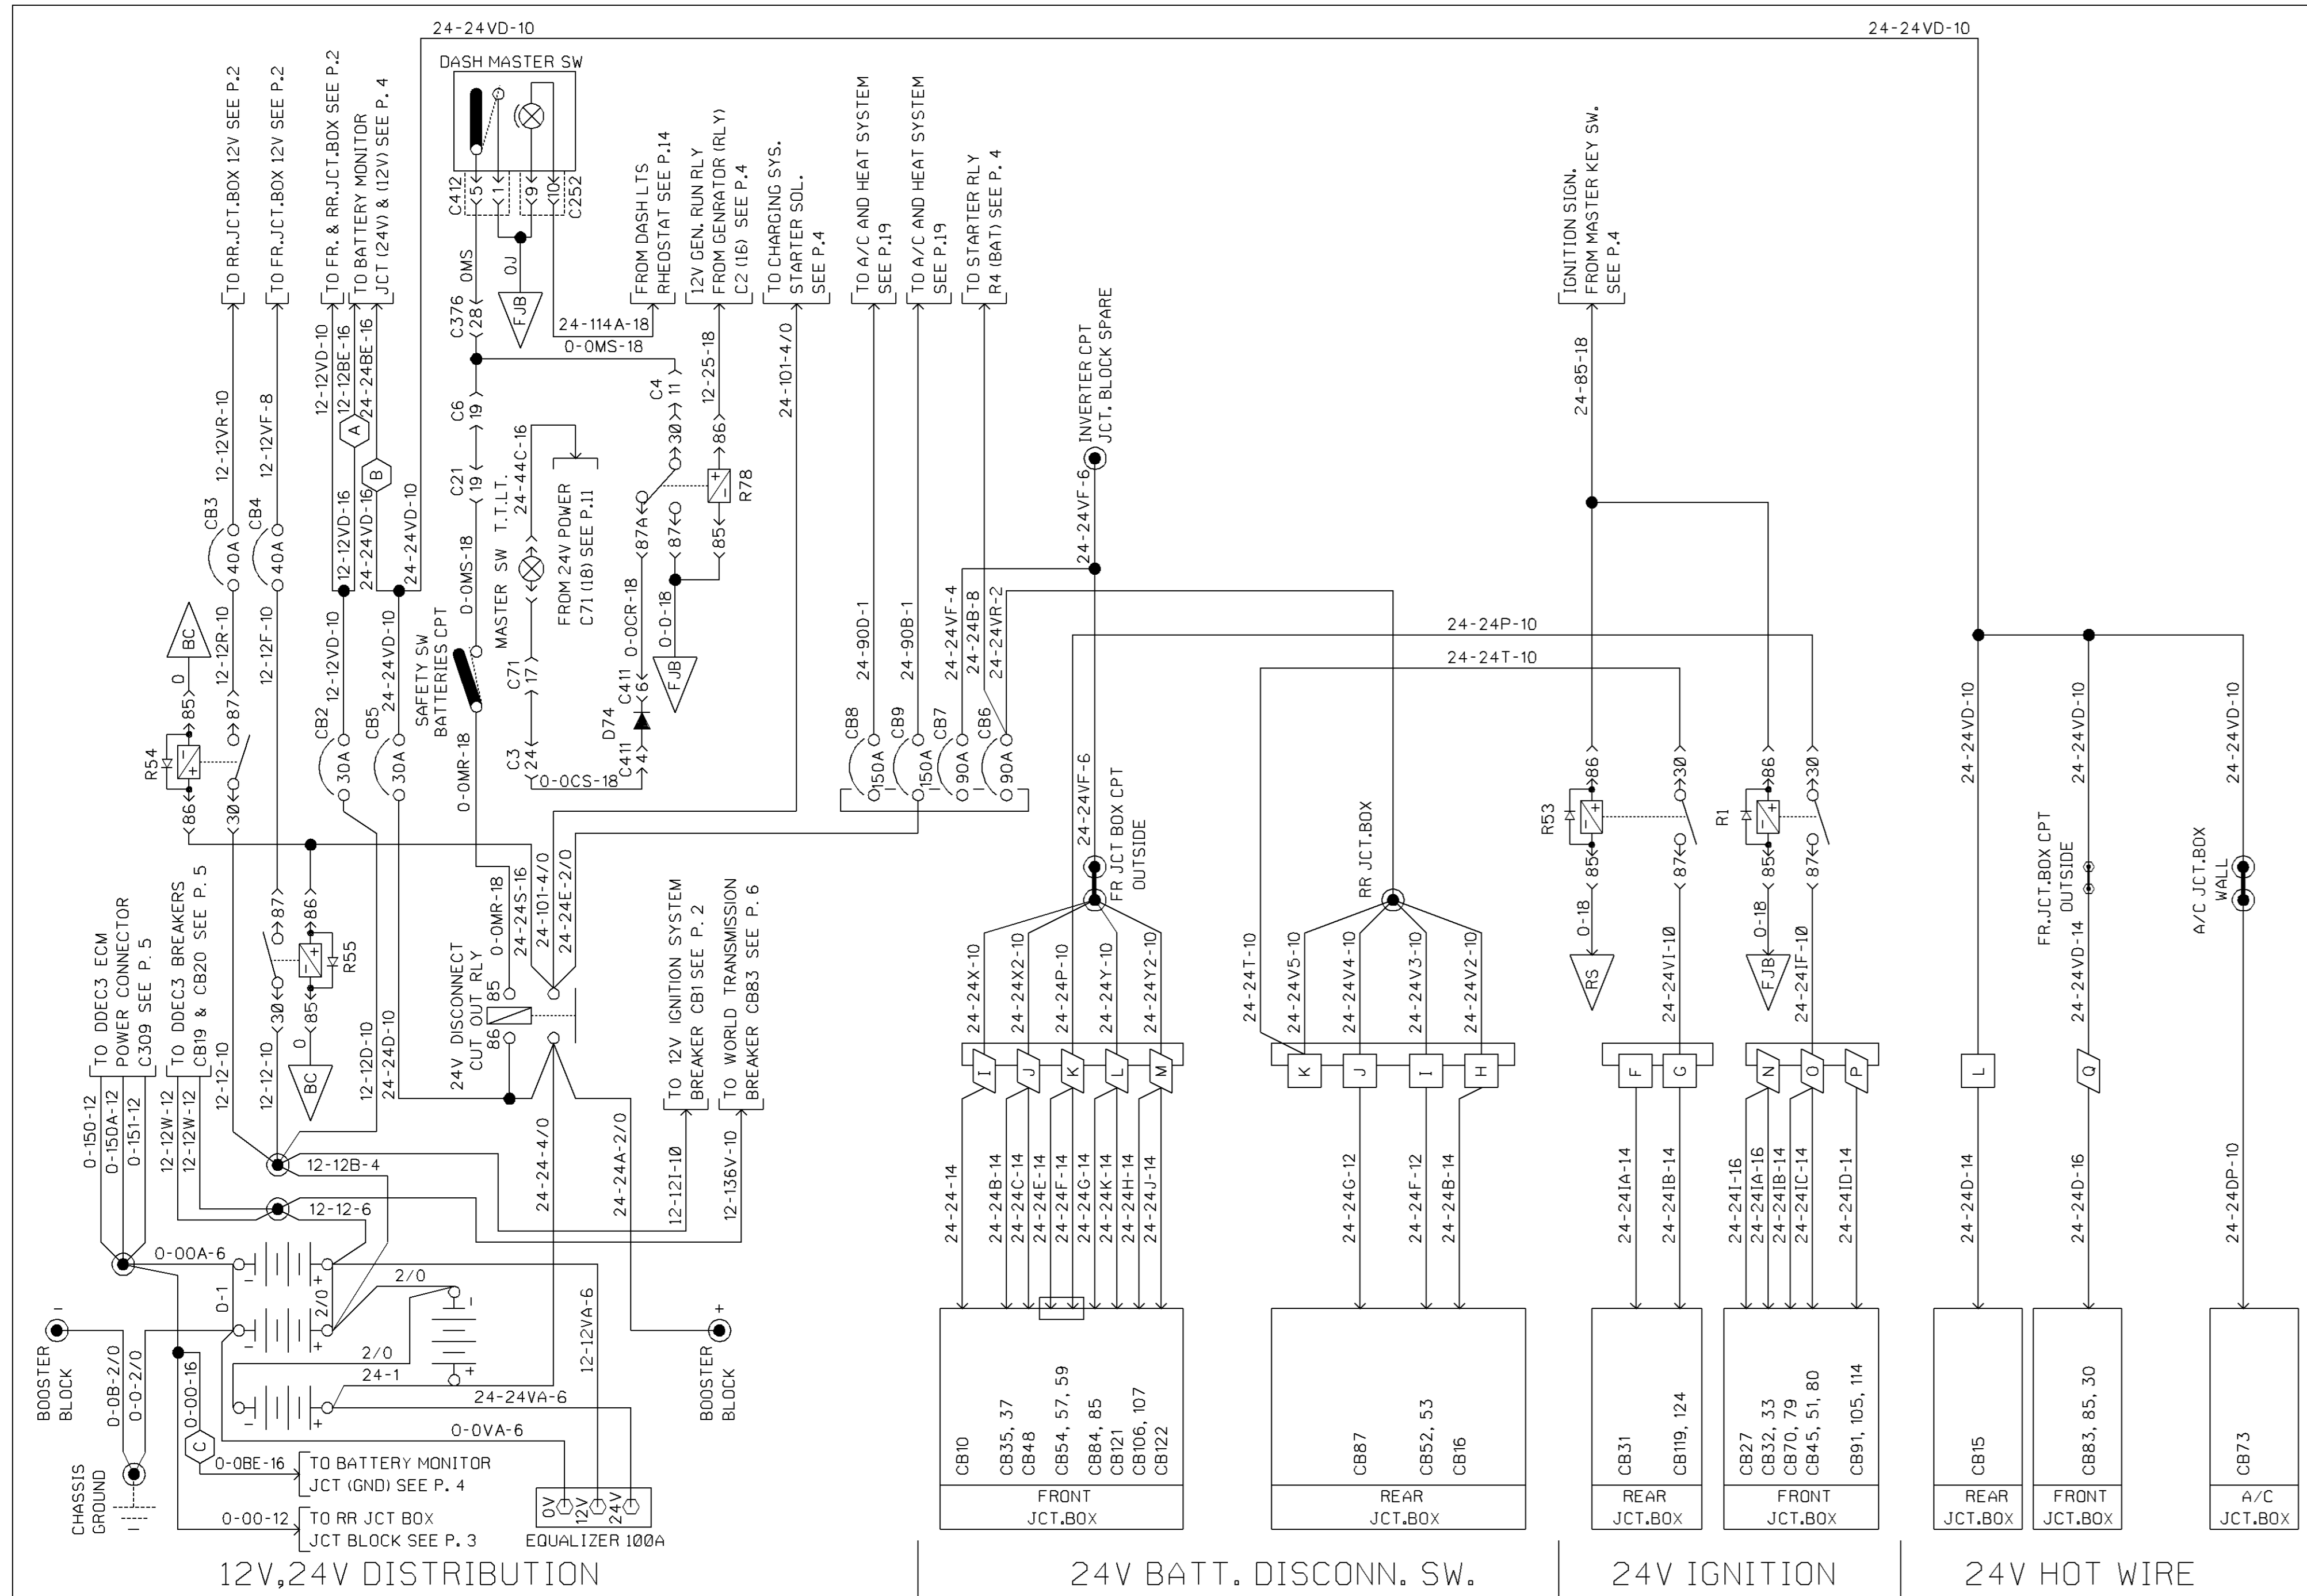 24-24VD-10
24-24VD-10
DASH MASTER SW
TO RR.JCT.BOX 12V SEE P.2
TO FR.JCT.BOX 12V SEE P.2
TO FR. & RR.JCT.BOX SEE P.2
TO BATTERY MONITOR
JCT (24V) & (12V) SEE P. 4
C412
5
1
9
10
C252
0MS
0J
FJB
C376
28
FROM DASH LTS
RHEOSTAT SEE P.14
12V GEN. RUN RLY
FROM GENRATOR (RLY)
C2 (16) SEE P.4
TO CHARGING SYS.
STARTER SOL.
SEE P.4
TO A/C AND HEAT SYSTEM
SEE P.19
TO A/C AND HEAT SYSTEM
SEE P.19
TO STARTER RLY
R4 (BAT) SEE P. 4
IGNITION SIGN.
FROM MASTER KEY SW.
SEE P.4
24-114A-18
0-0MS-18
12-12VR-10
12-12VF-8
12-12VD-10
12-12BE-16
24-24BE-16
A
B
C6
19
C21
19
C4
11
30
12-25-18
86
R78
+
-
85
87A
87
24-101-4/0
INVERTER CPT
JCT. BLOCK SPARE
24-24VF-6
24-85-18
CB3
40A
CB4
40A
12-12VD-16
24-24VD-16
24-24VD-10
0-0MS-18
MASTER SW T.T.LT.
24-44C-16
FROM 24V POWER
C71 (18) SEE P.11
0-0CR-18
0-0-18
FJB
BC
0
12-12R-10
12-12F-10
12-12VD-10
24-24VD-10
SAFETY SW
BATTERIES CPT
C71
17
C411
6
D74
C411
4
C3
24
0-0CS-18
24-90D-1
24-90B-1
24-24VF-4
24-24B-8
24-24VR-2
24-24P-10
24-24T-10
R54
85
86
87
30
-
+
CB2
30A
CB5
30A
0-0MR-18
CB8
150A
CB9
150A
CB7
90A
CB6
90A
24-24VF-6
FR JCT BOX CPT
OUTSIDE
RR JCT.BOX
R53
86
85
30
87
-
+
R1
86
85
30
87
-
+
24-24VD-10
24-24VD-10
24-24VD-10
FR.JCT.BOX CPT
OUTSIDE
A/C JCT.BOX
WALL
TO DDEC3 ECM
POWER CONNECTOR
C309 SEE P. 5
TO DDEC3 BREAKERS
CB19 & CB20 SEE P. 5
87
30
86
85
R55
-
+
0
BC
12-12-10
12-12-10
12-12D-10
24-24D-10
24V DISCONNECT
CUT OUT RLY
86
85
0-0MR-18
24-24S-16
24-101-4/0
24-24E-2/0
TO 12V IGNITION SYSTEM
BREAKER CB1 SEE P. 2
TO WORLD TRANSMISSION
BREAKER CB83 SEE P. 6
24-24X-10
24-24X2-10
24-24P-10
24-24Y-10
24-24Y2-10
24-24T-10
24-24V5-10
24-24V4-10
24-24V3-10
24-24V2-10
0-18
RS
24-24VI-10
0-18
FJB
24-24IF-10
24-24VD-14
I
J
K
L
M
K
J
I
H
F
G
N
O
P
L
Q
0-150-12
0-150A-12
0-151-12
12-12W-12
12-12W-12
12-12B-4
12-12-6
24-24-4/0
24-24A-2/0
12-12I-10
12-136V-10
24-24-14
24-24B-14
24-24C-14
24-24E-14
24-24F-14
24-24G-14
24-24K-14
24-24H-14
24-24J-14
24-24G-12
24-24F-12
24-24B-14
24-24IA-14
24-24IB-14
24-24I-16
24-24IA-16
24-24IB-14
24-24IC-14
24-24ID-14
24-24D-14
24-24D-16
24-24DP-10
0-00A-6
0-1
2/0
2/0
2/0
24-1
-
+
-
+
-
+
-
+
12-12VA-6
24-24VA-6
0-0VA-6
BOOSTER
BLOCK
-
0-0B-2/0
0-0-2/0
0-00-16
C
BOOSTER
BLOCK
+
CHASSIS
GROUND
0-0BE-16
TO BATTERY MONITOR
JCT (GND) SEE P. 4
0-00-12
TO RR JCT BOX
JCT BLOCK SEE P. 3
0V
12V
24V
EQUALIZER 100A
CB10
CB35, 37
CB48
CB54, 57, 59
CB84, 85
CB121
CB106, 107
CB122
FRONT
JCT.BOX
CB87
CB52, 53
CB16
REAR
JCT.BOX
CB31
CB119, 124
REAR
JCT.BOX
CB27
CB32, 33
CB70, 79
CB45, 51, 80
CB91, 105, 114
FRONT
JCT.BOX
CB15
REAR
JCT.BOX
CB83, 85, 30
FRONT
JCT.BOX
CB73
A/C
JCT.BOX
12V,24V DISTRIBUTION
24V BATT. DISCONN. SW.
24V IGNITION
24V HOT WIRE